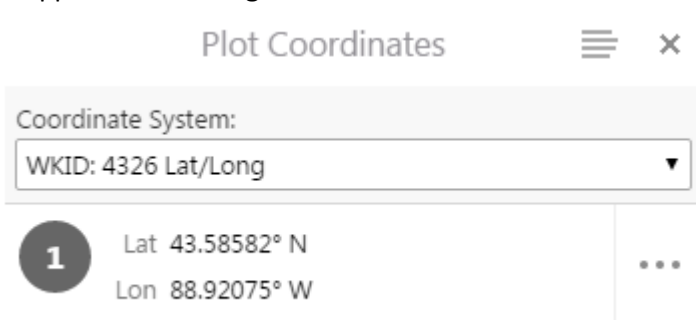 Plot Coordinates
Coordinate System:
WKID: 4326 Lat/Long
1
Lat 43.58582° N
Lon 88.92075° W